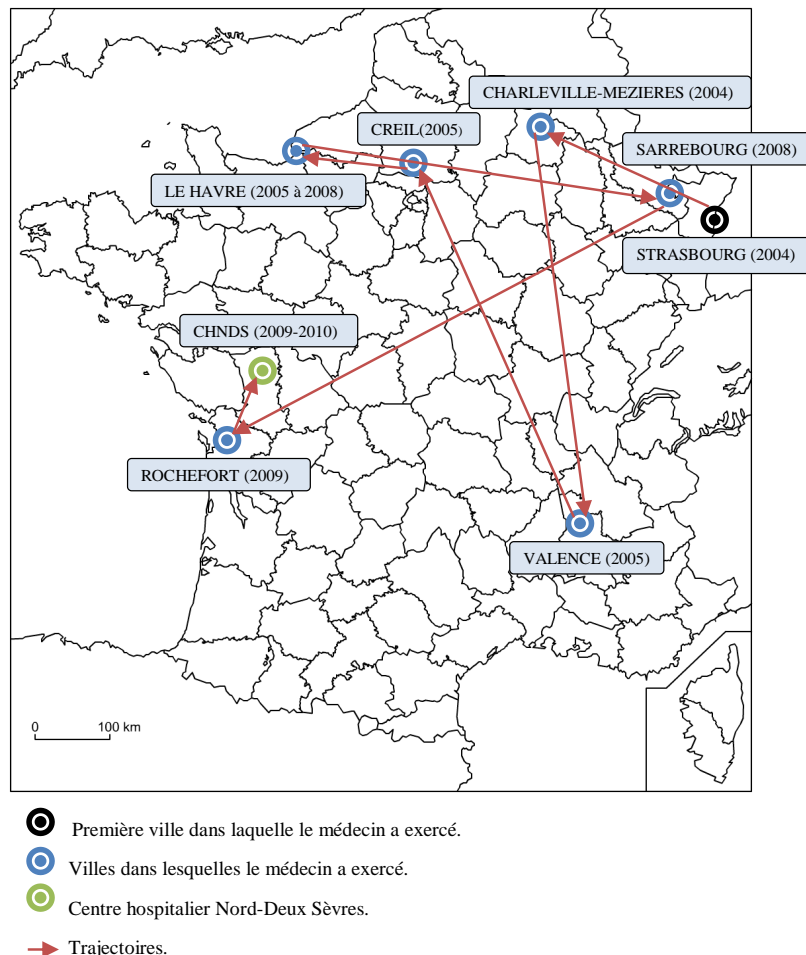 CHARLEVILLE-MEZIERES (2004)
CREIL(2005)
SARREBOURG (2008)
LE HAVRE (2005 à 2008)
STRASBOURG (2004)
CHNDS (2009-2010)
ROCHEFORT (2009)
VALENCE (2005)
0 100 km
Première ville dans laquelle le médecin a exercé.
Villes dans lesquelles le médecin a exercé.
Centre hospitalier Nord-Deux Sèvres.
Trajectoires.